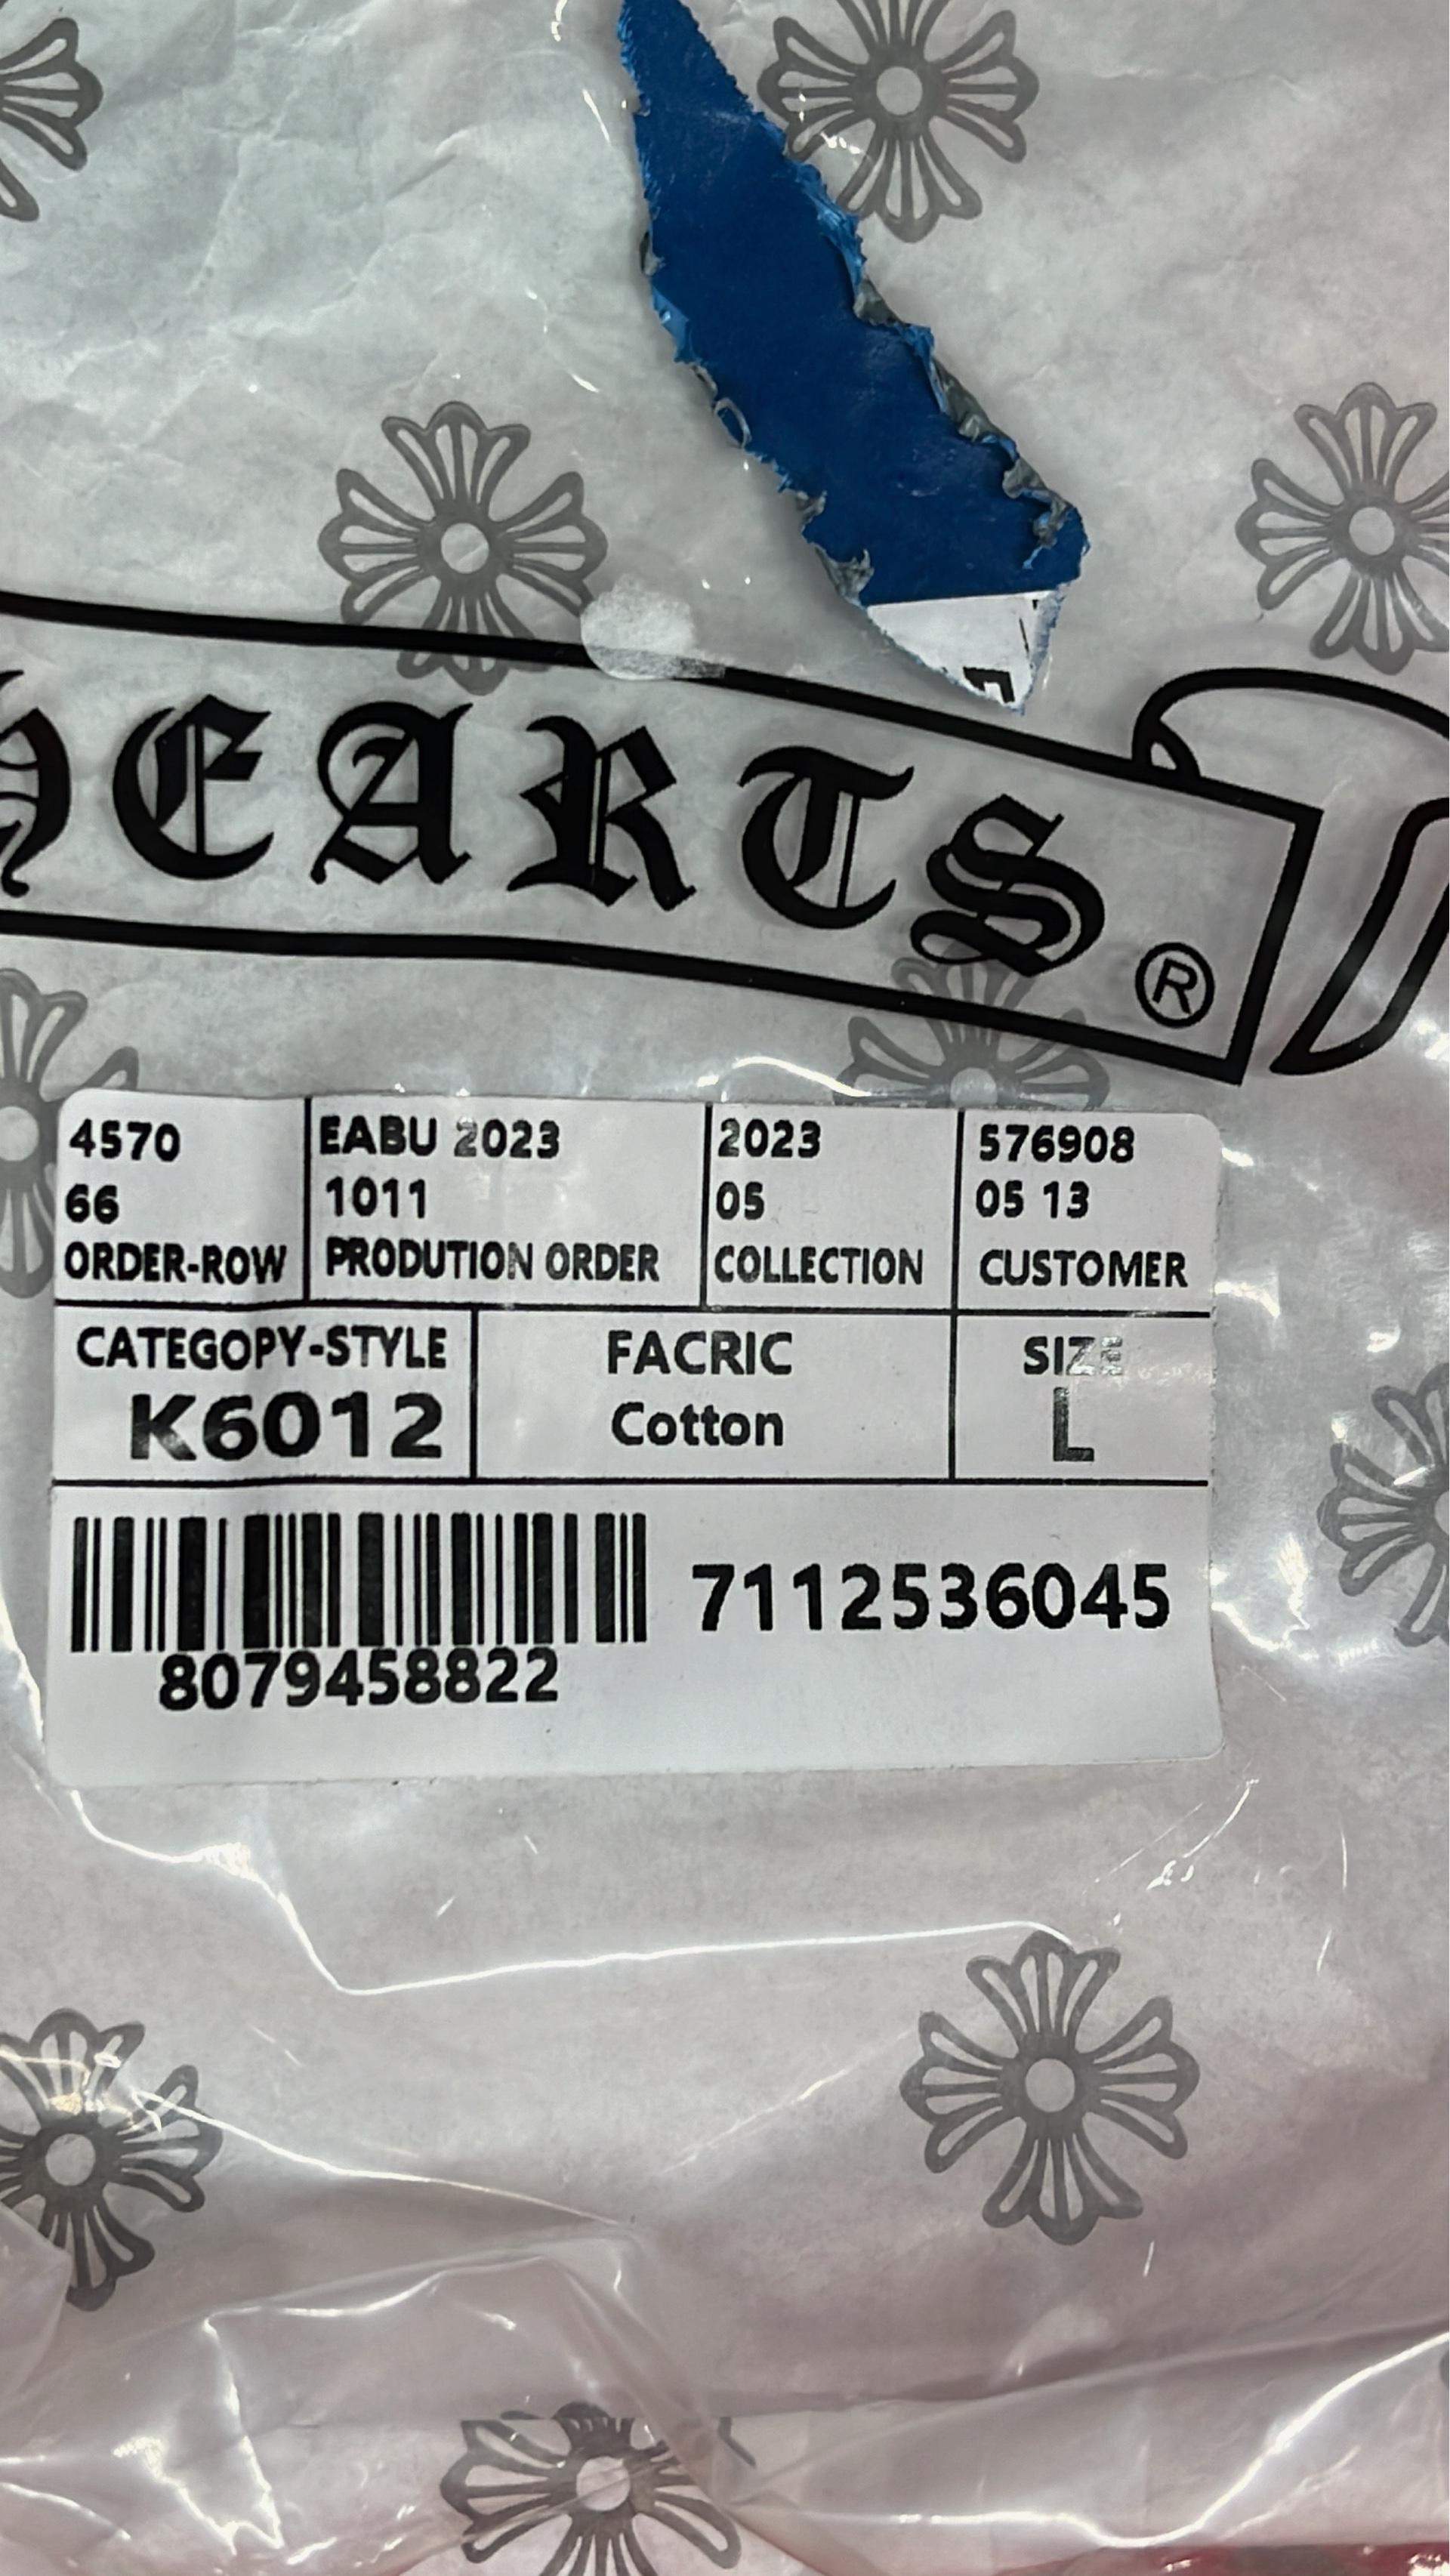 HEARTS ®
4570 EABU 2023 2023 576908
66 1011 05 05 13
ORDER-ROW PRODUTION ORDER COLLECTION CUSTOMER
CATEGOPY-STYLE FACRIC SIZE
K6012 Cotton L
7112536045
8079458822